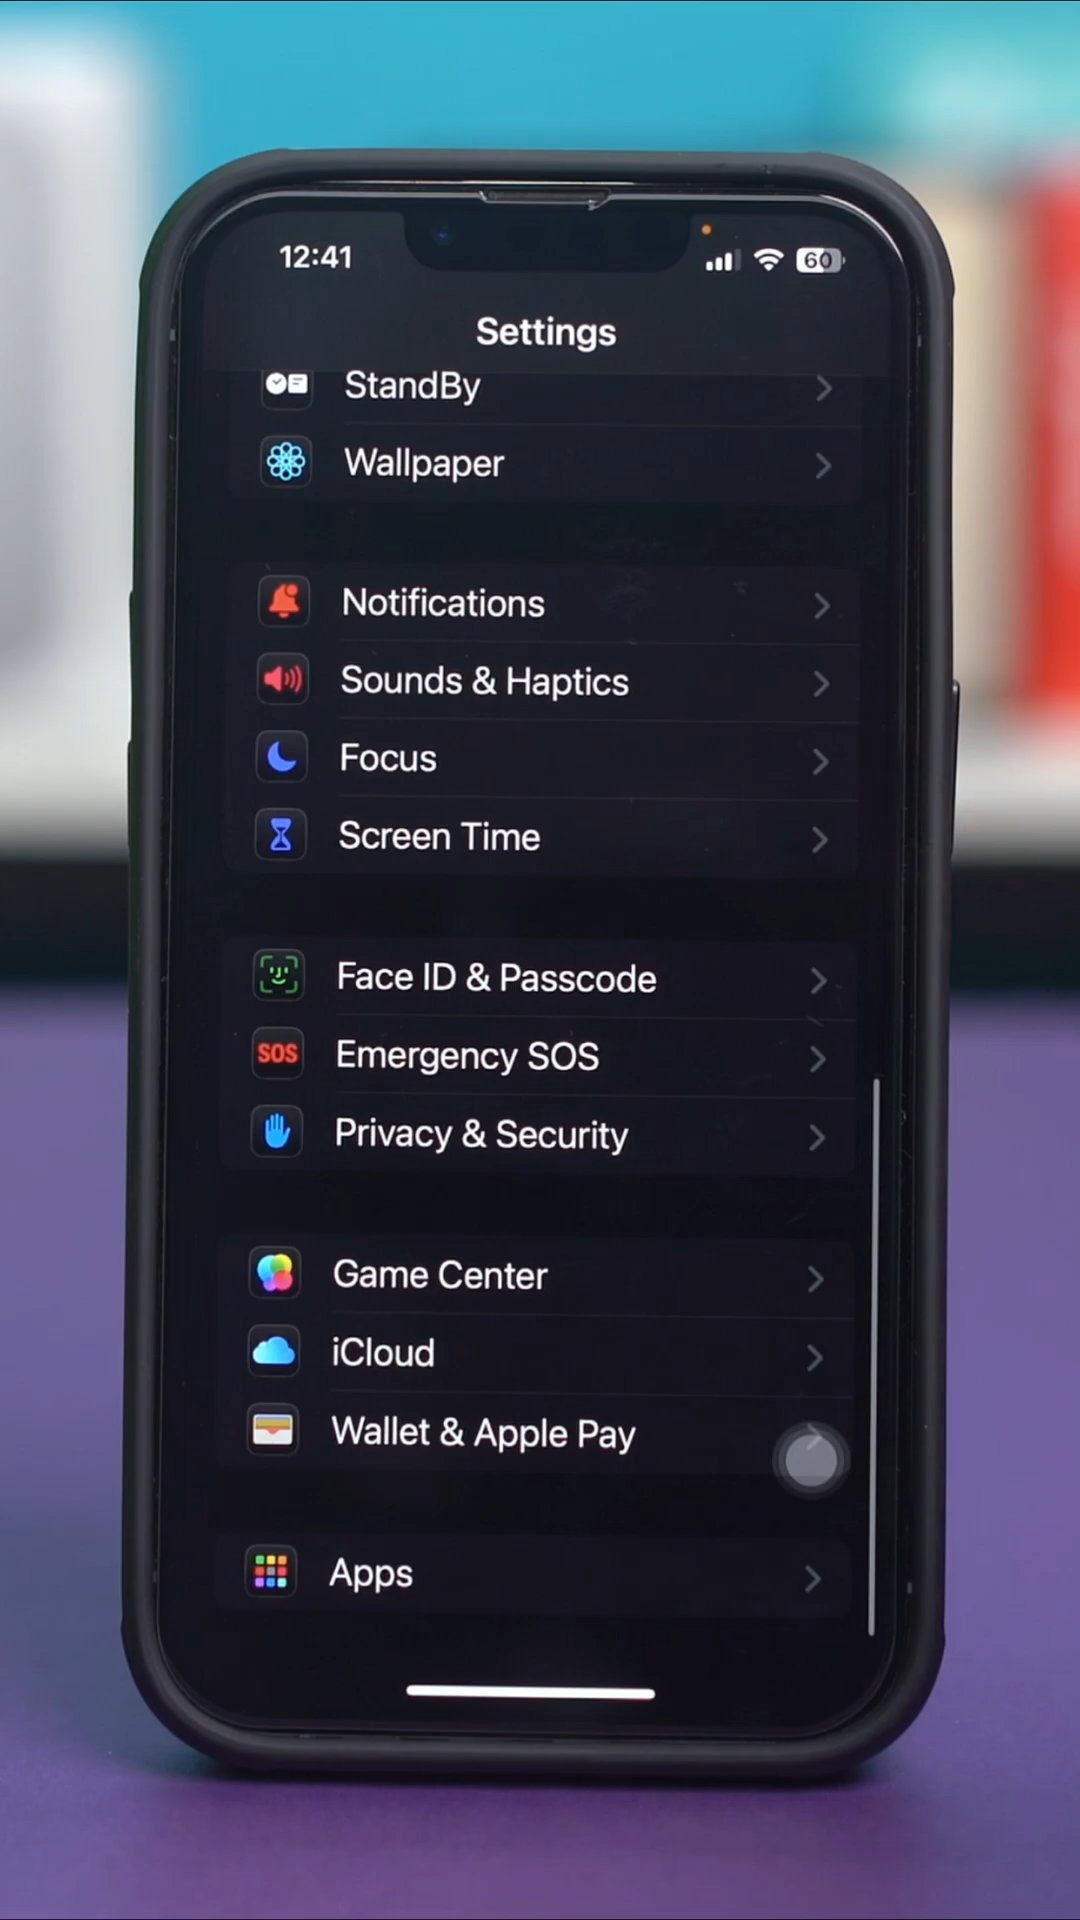 12:41
60
Settings
StandBy
Wallpaper
Notifications
Sounds & Haptics
Focus
Screen Time
Face ID & Passcode
SOS
Emergency SOS
Privacy & Security
Game Center
iCloud
Wallet & Apple Pay
Apps